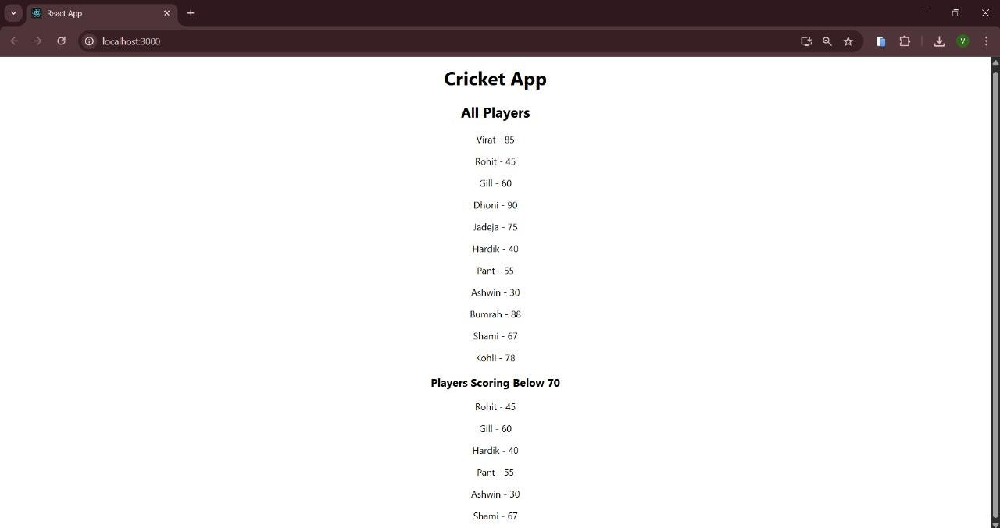 React App
localhost:3000
V
Cricket App
All Players
Virat - 85
Rohit - 45
Gill - 60
Dhoni - 90
Jadeja - 75
Hardik - 40
Pant - 55
Ashwin - 30
Bumrah - 88
Shami - 67
Kohli - 78
Players Scoring Below 70
Rohit - 45
Gill - 60
Hardik - 40
Pant - 55
Ashwin - 30
Shami - 67